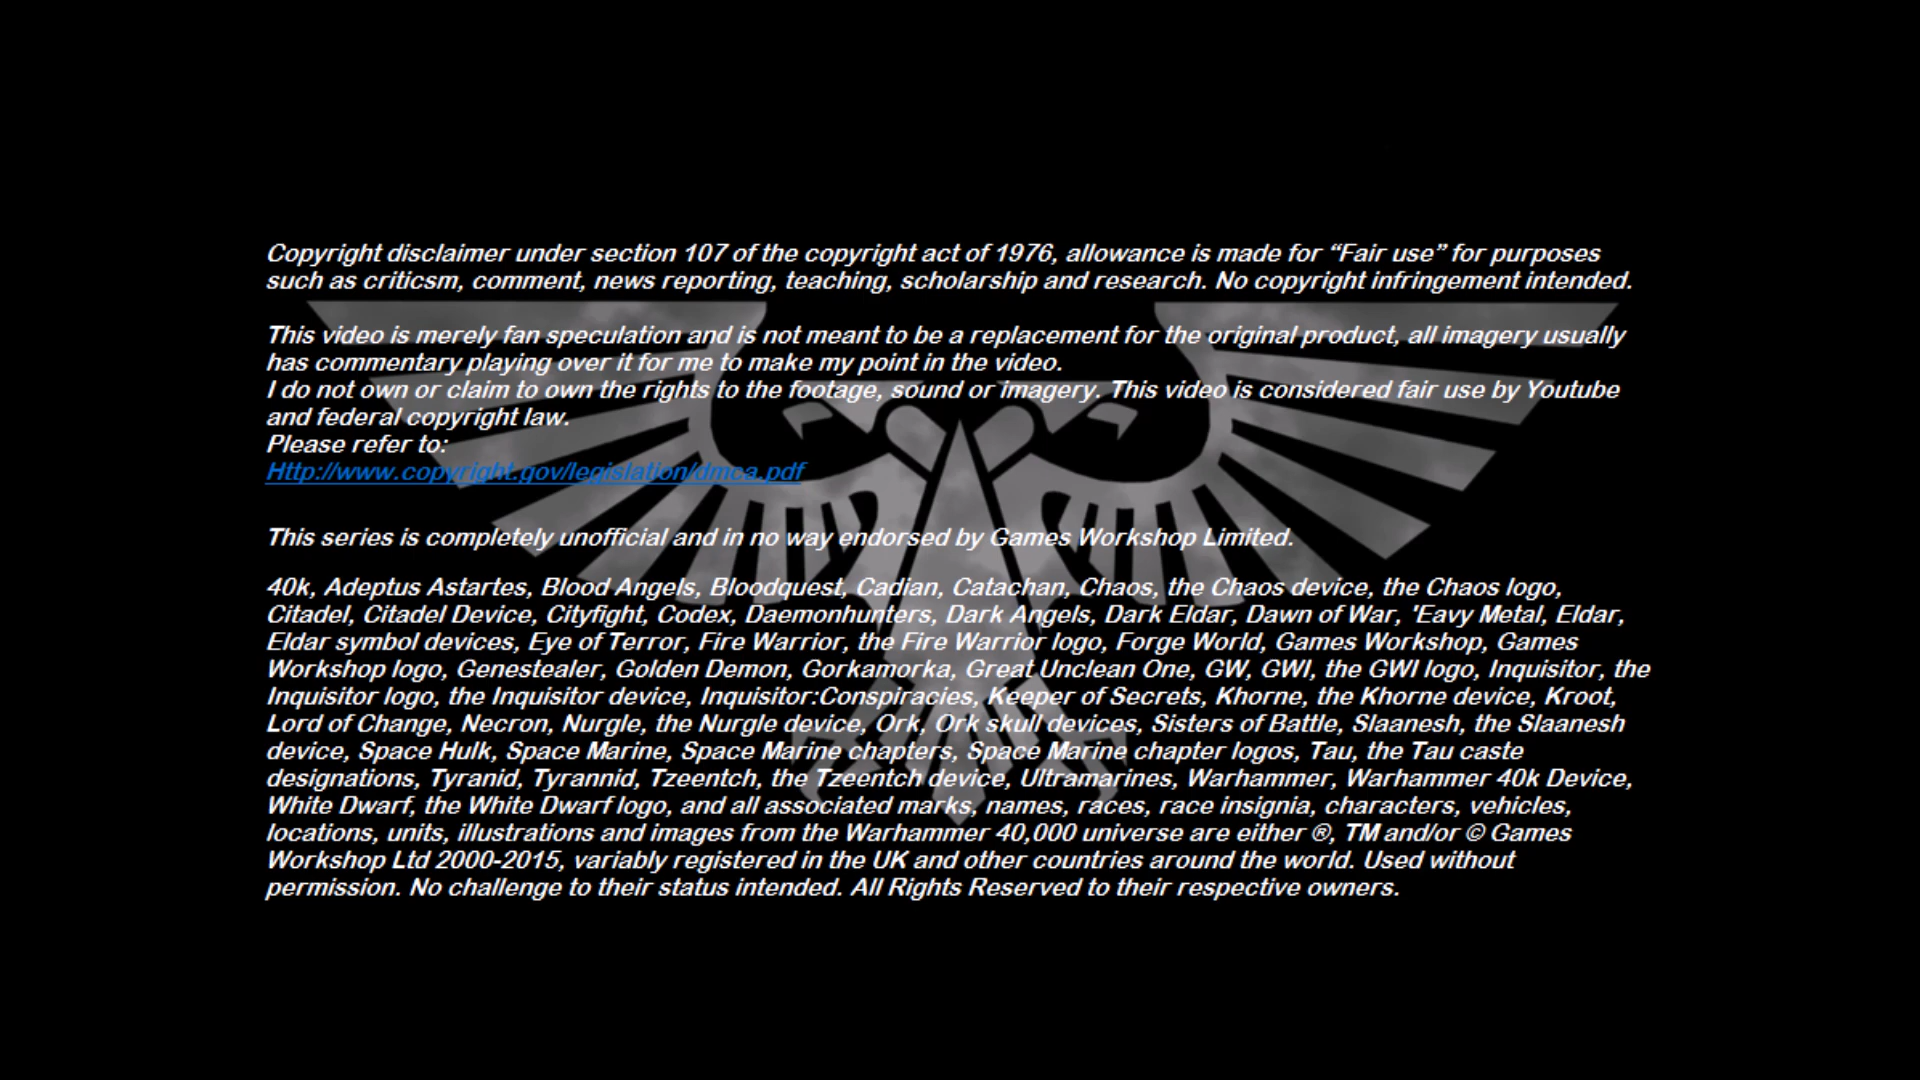 Copyright disclaimer under section 107 of the copyright act of 1976, allowance is made for “Fair use” for purposes
such as criticsm, comment, news reporting, teaching, scholarship and research. No copyright infringement intended.
This video is merely fan speculation and is not meant to be a replacement for the original product, all imagery usually
has commentary playing over it for me to make my point in the video.
I do not own or claim to own the rights to the footage, sound or imagery. This video is considered fair use by Youtube
and federal copyright law.
Please refer to:
Http://www.copyright.gov/legislation/dmca.pdf
This series is completely unofficial and in no way endorsed by Games Workshop Limited.
40k, Adeptus Astartes, Blood Angels, Bloodquest, Cadian, Catachan, Chaos, the Chaos device, the Chaos logo,
Citadel, Citadel Device, Cityfight, Codex, Daemonhunters, Dark Angels, Dark Eldar, Dawn of War, 'Eavy Metal, Eldar,
Eldar symbol devices, Eye of Terror, Fire Warrior, the Fire Warrior logo, Forge World, Games Workshop, Games
Workshop logo, Genestealer, Golden Demon, Gorkamorka, Great Unclean One, GW, GWI, the GWI logo, Inquisitor, the
Inquisitor logo, the Inquisitor device, Inquisitor:Conspiracies, Keeper of Secrets, Khorne, the Khorne device, Kroot,
Lord of Change, Necron, Nurgle, the Nurgle device, Ork, Ork skull devices, Sisters of Battle, Slaanesh, the Slaanesh
device, Space Hulk, Space Marine, Space Marine chapters, Space Marine chapter logos, Tau, the Tau caste
designations, Tyranid, Tyrannid, Tzeentch, the Tzeentch device, Ultramarines, Warhammer, Warhammer 40k Device,
White Dwarf, the White Dwarf logo, and all associated marks, names, races, race insignia, characters, vehicles,
locations, units, illustrations and images from the Warhammer 40,000 universe are either ®, TM and/or © Games
Workshop Ltd 2000-2015, variably registered in the UK and other countries around the world. Used without
permission. No challenge to their status intended. All Rights Reserved to their respective owners.